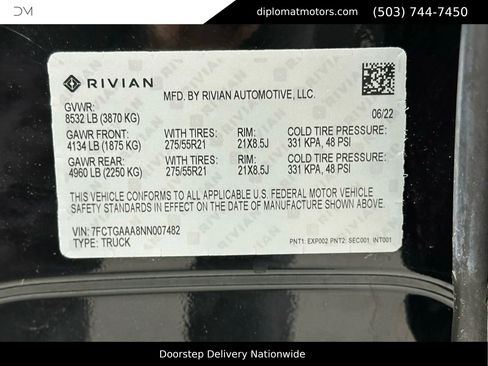 DM
diplomatmotors.com (503) 744-7450
RIVIAN
MFD. BY RIVIAN AUTOMOTIVE, LLC.
GVWR:
8532 LB (3870 KG) 06/22
GAWR FRONT: WITH TIRES: RIM: COLD TIRE PRESSURE:
4134 LB (1875 KG) 275/55R21 21X8.5J 331 KPA, 48 PSI
GAWR REAR: WITH TIRES: RIM: COLD TIRE PRESSURE:
4960 LB (2250 KG) 275/55R21 21X8.5J 331 KPA, 48 PSI
THIS VEHICLE CONFORMS TO ALL APPLICABLE U.S. FEDERAL MOTOR VEHICLE
SAFETY STANDARDS IN EFFECT ON THE DATE OF MANUFACTURE SHOWN ABOVE.
VIN: 7FCTGAAA8NN007482
TYPE: TRUCK PNT1: EXP002 PNT2: SEC001, INT001
Doorstep Delivery Nationwide